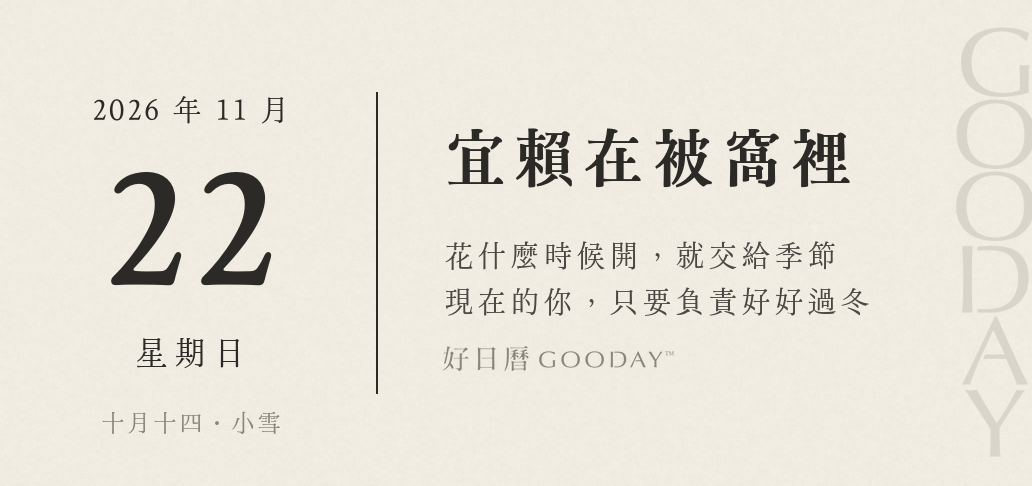 2026 年 11 月
22
星期日
十月十四・小雪
宜賴在被窩裡
花什麼時候開，就交給季節
現在的你，只要負責好好過冬
好日曆 GOODAY™
GOODAY